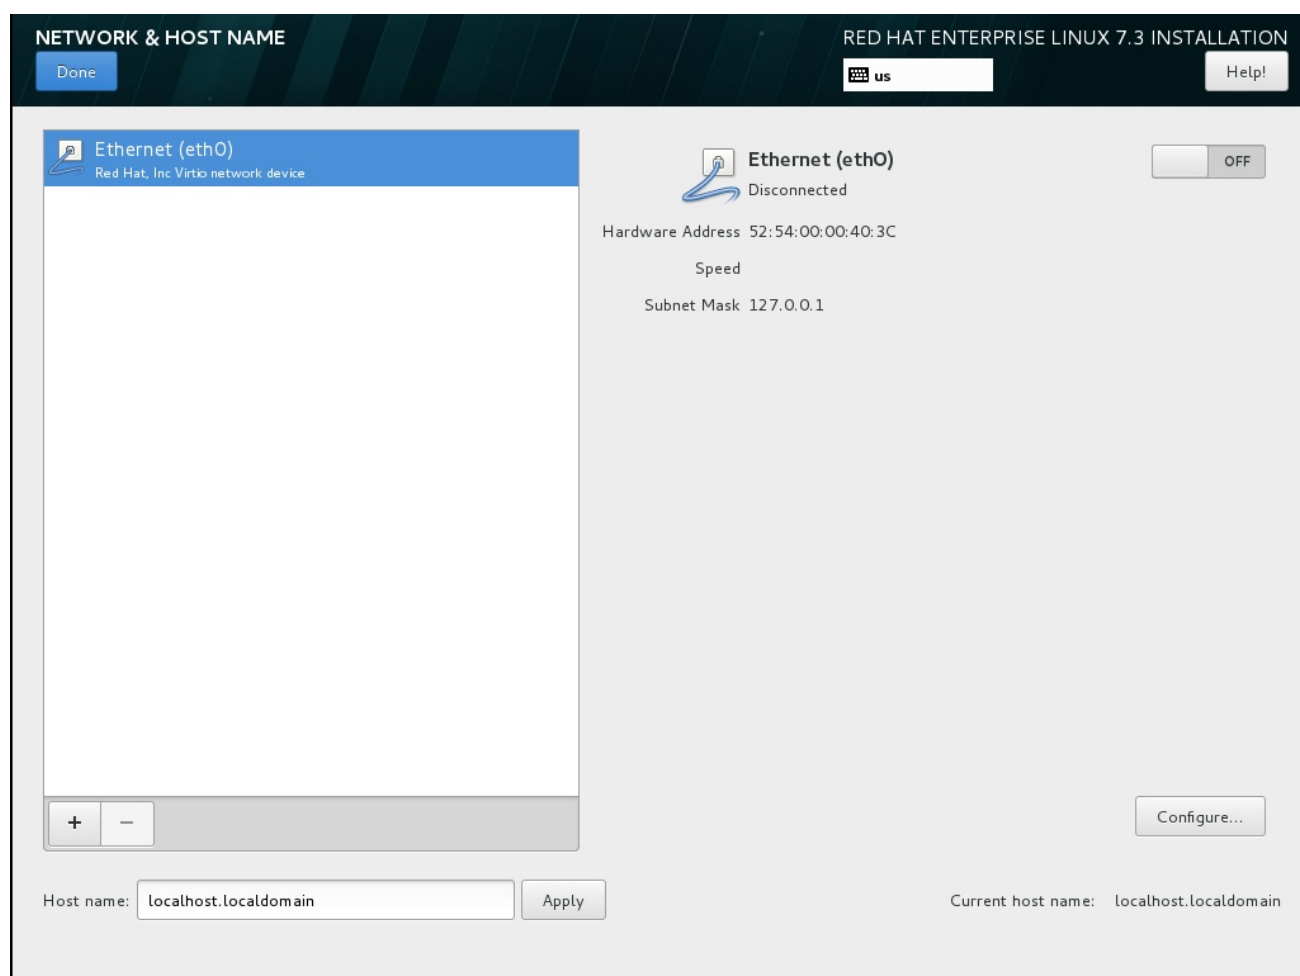 NETWORK & HOST NAME
RED HAT ENTERPRISE LINUX 7.3 INSTALLATION
Done
us
Help!
Ethernet (eth0)
Red Hat, Inc Virtio network device
Ethernet (eth0)
OFF
Disconnected
Hardware Address 52:54:00:00:40:3C
Speed
Subnet Mask 127.0.0.1
+ −
Configure...
Host name: localhost.localdomain Apply
Current host name: localhost.localdomain